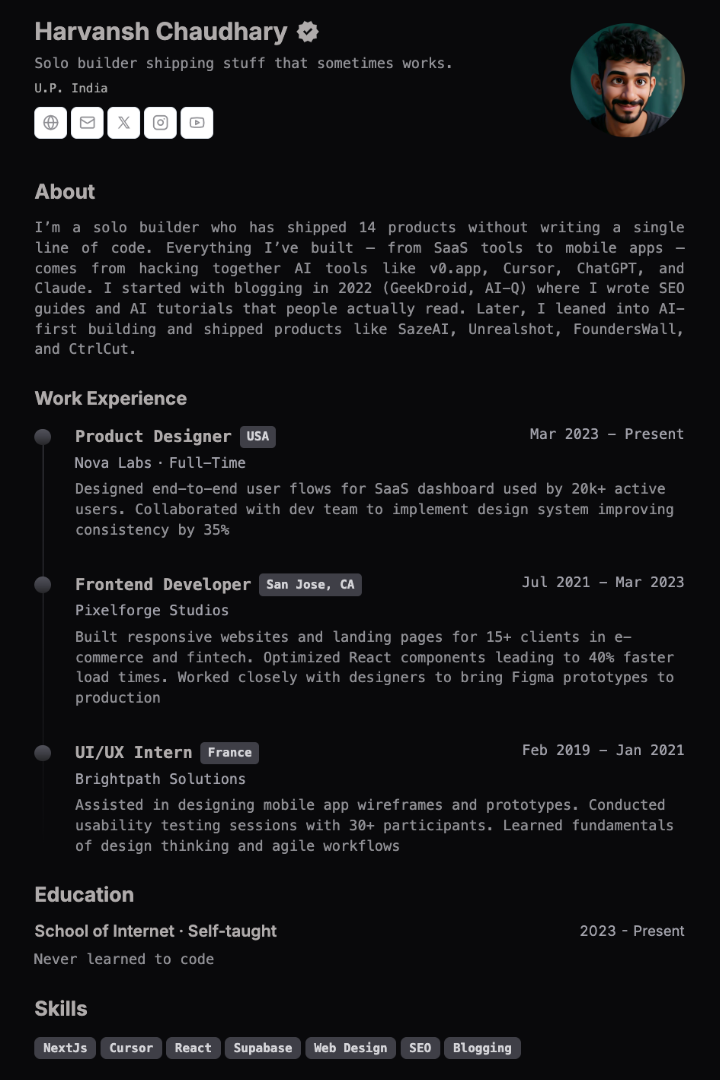 Harvansh Chaudhary
Solo builder shipping stuff that sometimes works.
U.P. India
About
I’m a solo builder who has shipped 14 products without writing a single
line of code. Everything I’ve built — from SaaS tools to mobile apps —
comes from hacking together AI tools like v0.app, Cursor, ChatGPT, and
Claude. I started with blogging in 2022 (GeekDroid, AI-Q) where I wrote SEO
guides and AI tutorials that people actually read. Later, I leaned into AI-
first building and shipped products like SazeAI, Unrealshot, FoundersWall,
and CtrlCut.
Work Experience
Product Designer USA Mar 2023 - Present
Nova Labs · Full-Time
Designed end-to-end user flows for SaaS dashboard used by 20k+ active
users. Collaborated with dev team to implement design system improving
consistency by 35%
Frontend Developer San Jose, CA Jul 2021 - Mar 2023
Pixelforge Studios
Built responsive websites and landing pages for 15+ clients in e-
commerce and fintech. Optimized React components leading to 40% faster
load times. Worked closely with designers to bring Figma prototypes to
production
UI/UX Intern France Feb 2019 - Jan 2021
Brightpath Solutions
Assisted in designing mobile app wireframes and prototypes. Conducted
usability testing sessions with 30+ participants. Learned fundamentals
of design thinking and agile workflows
Education
School of Internet · Self-taught 2023 - Present
Never learned to code
Skills
NextJs Cursor React Supabase Web Design SEO Blogging